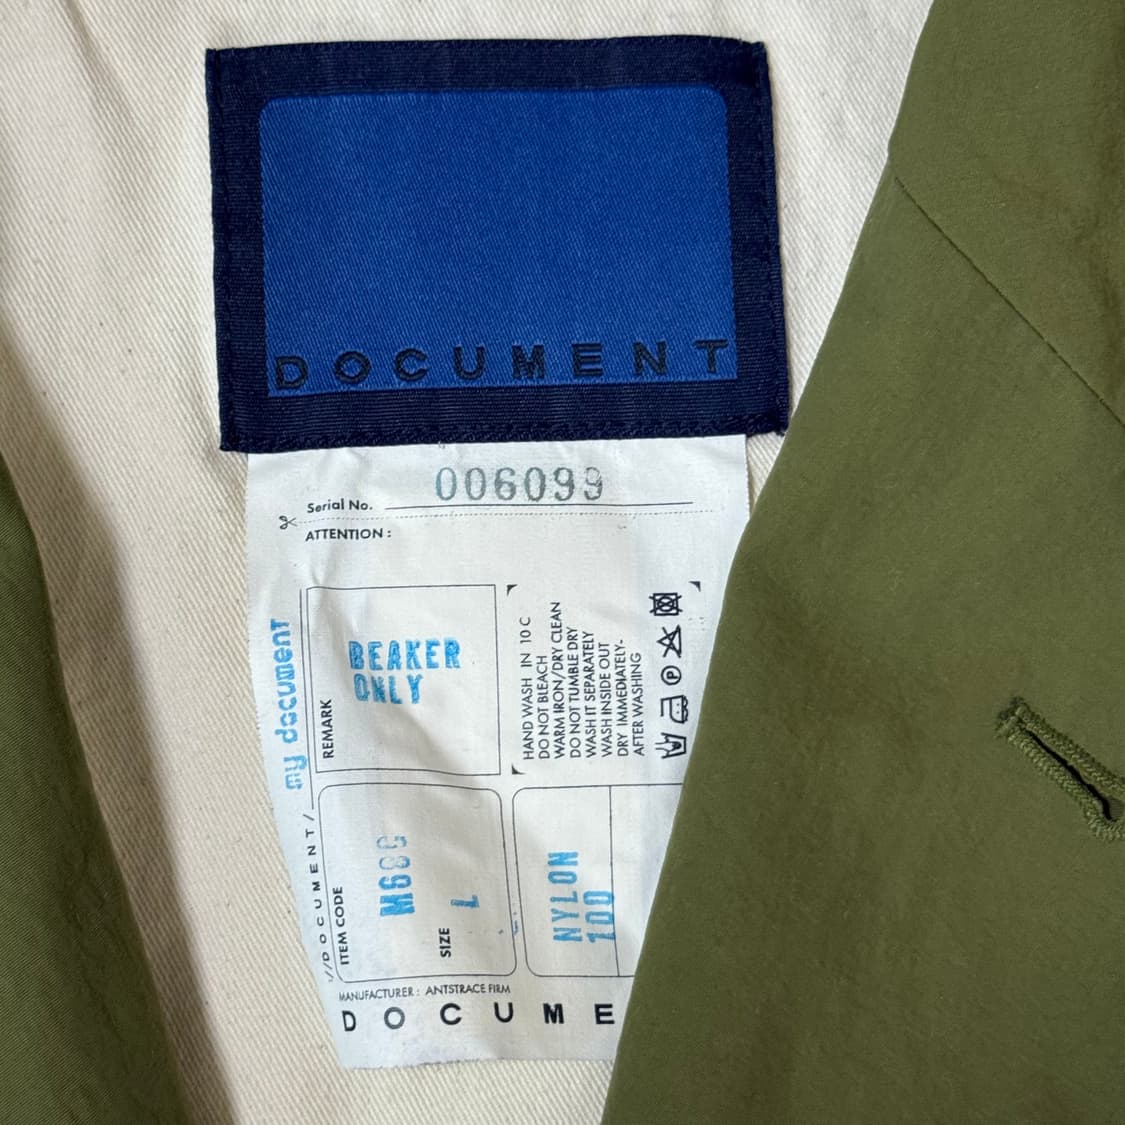 DOCUMENT
006099
Serial No.
ATTENTION :
my document
//DOCUMENT/
REMARK
BEAKER
ONLY
HAND WASH IN 10 C
DO NOT BLEACH
WARM IRON/DRY CLEAN
DO NOT TUMBLE DRY
WASH IT SEPARATELY
WASH INSIDE OUT
DRY IMMEDIATELY-
AFTER WASHING
ITEM CODE
SIZE
L
NYLON
100
MANUFACTURER : ANTSTRACE FIRM
DOCUME